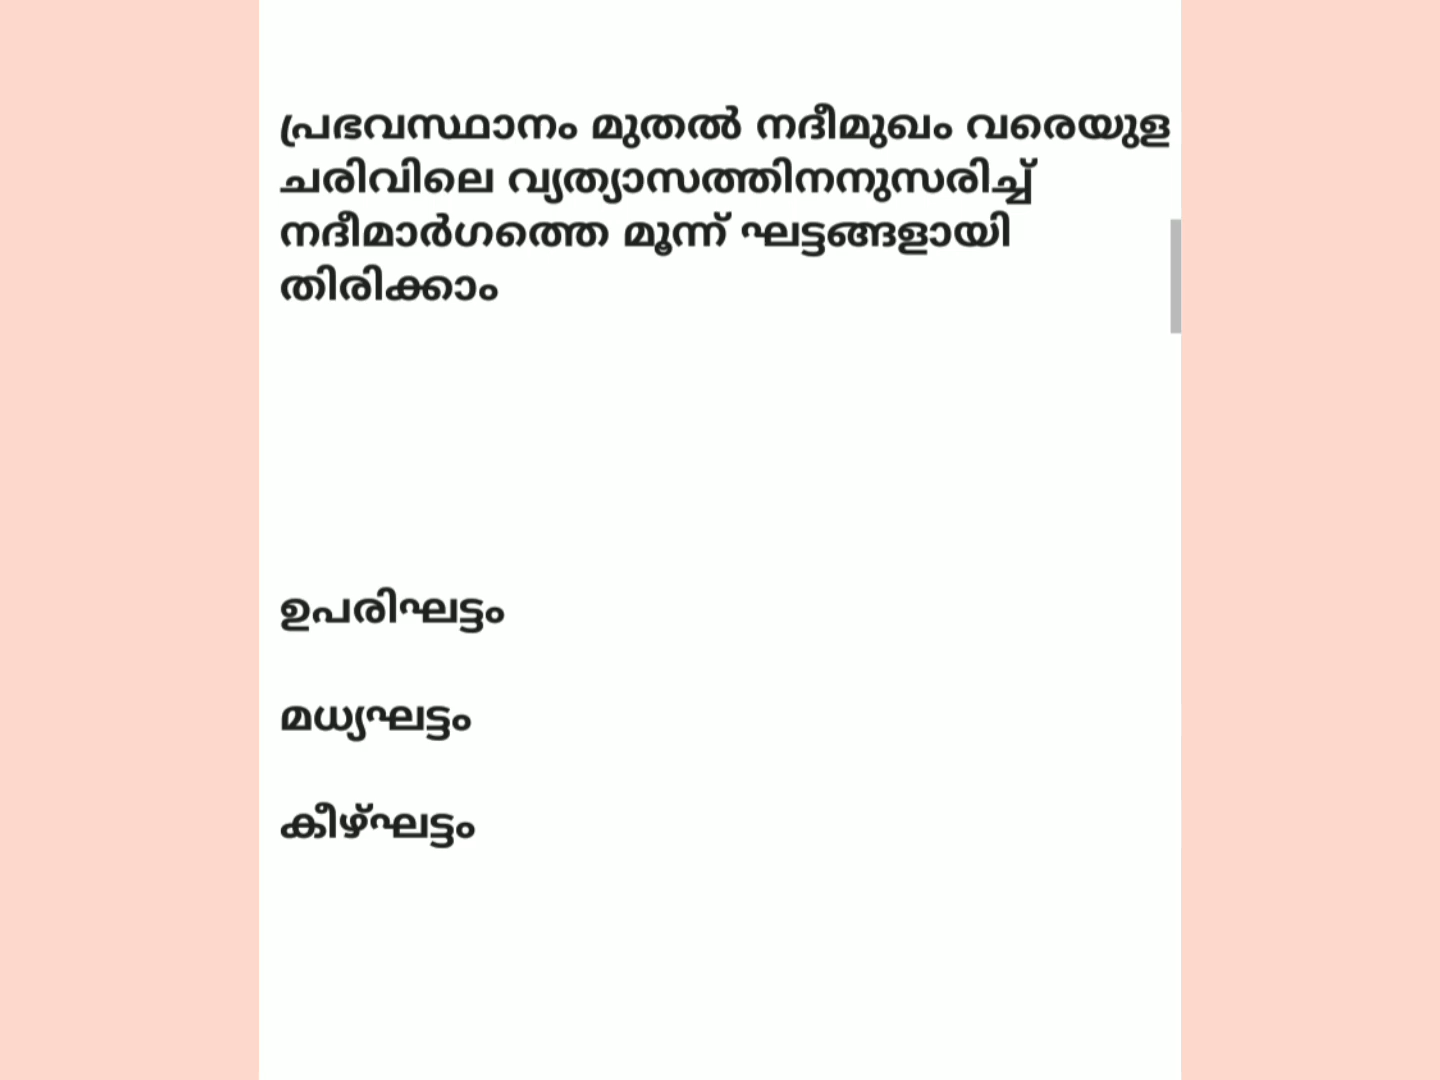 പ്രഭവസ്ഥാനം മുതൽ നദീമുഖം വരെയുള
ചരിവിലെ വ്യത്യാസത്തിനനുസരിച്ച്
നദീമാർഗത്തെ മൂന്ന് ഘട്ടങ്ങളായി
തിരിക്കാം
ഉപരിഘട്ടം
മധ്യഘട്ടം
കീഴ്ഘട്ടം